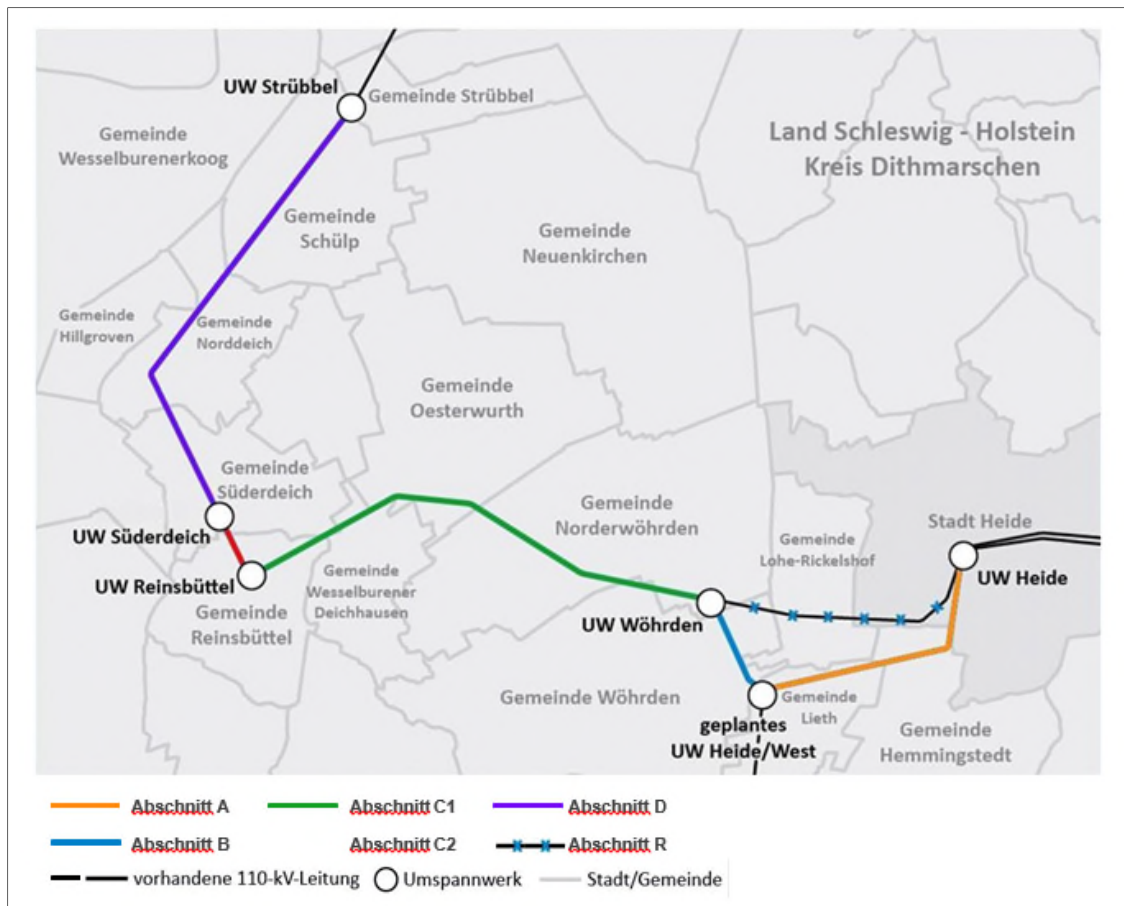 UW Strübbel
Gemeinde Strübbel
Gemeinde
Wesselburenerkoog
Land Schleswig - Holstein
Kreis Dithmarschen
Gemeinde
Schülp
Gemeinde
Neuenkirchen
Gemeinde
Hillgroven
Gemeinde
Norddeich
Gemeinde
Oesterwurth
Gemeinde
Süderdeich
UW Süderdeich
Gemeinde
Norderwöhrden
Stadt Heide
Gemeinde
Lohe-Rickelshof
UW Heide
UW Reinsbüttel
Gemeinde
Wesselburener
Deichhausen
Gemeinde
Reinsbüttel
UW Wöhrden
Gemeinde Wöhrden
Gemeinde
Lieth
geplantes
UW Heide/West
Gemeinde
Hemmingstedt
Abschnitt A
Abschnitt C1
Abschnitt D
Abschnitt B
Abschnitt C2
Abschnitt R
vorhandene 110-kV-Leitung
Umspannwerk
Stadt/Gemeinde